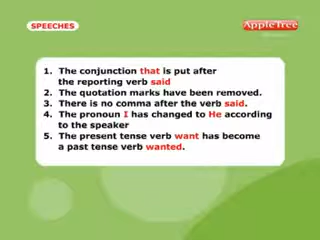 SPEECHES
AppleTree
1. The conjunction that is put after
the reporting verb said
2. The quotation marks have been removed.
3. There is no comma after the verb said.
4. The pronoun I has changed to He according
to the speaker
5. The present tense verb want has become
a past tense verb wanted.